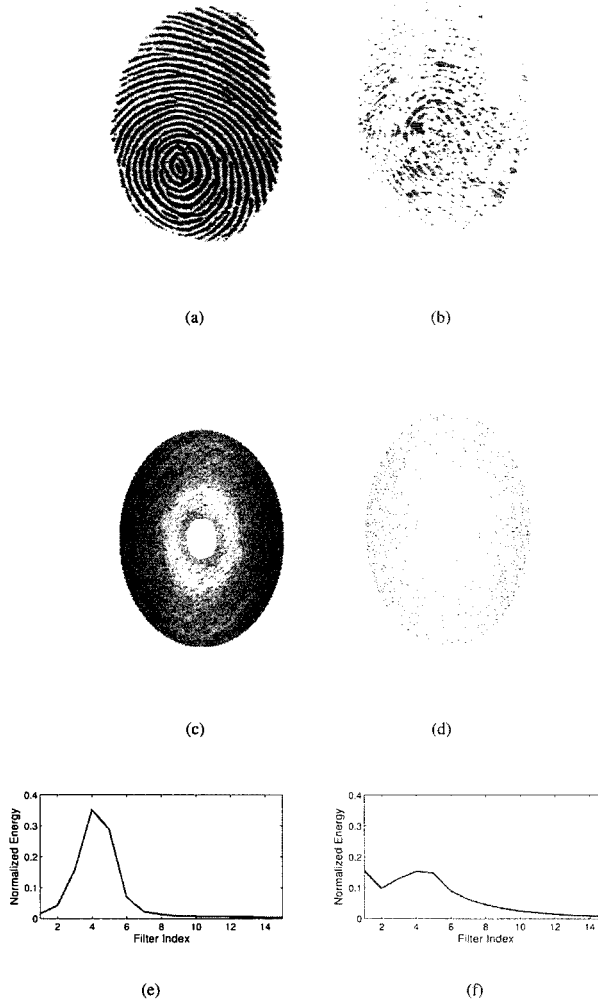 (a)
(b)
(c)
(d)
0.4
0.3
0.2
0.1
0
Normalized Energy
2 4 6 8 10 12 14
Filter Index
(e)
0.4
0.3
0.2
0.1
0
Normalized Energy
2 4 6 8 10 12 14
Filter Index
(f)